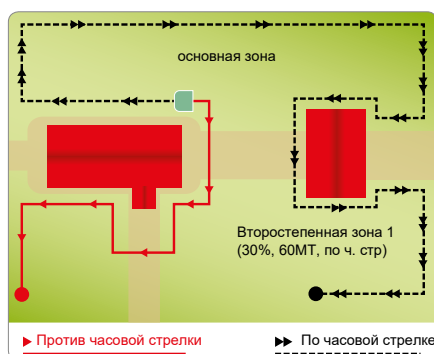 основная зона
Второстепенная зона 1
(30%, 60МТ, по ч. стр)
Против часовой стрелки
По часовой стрелке